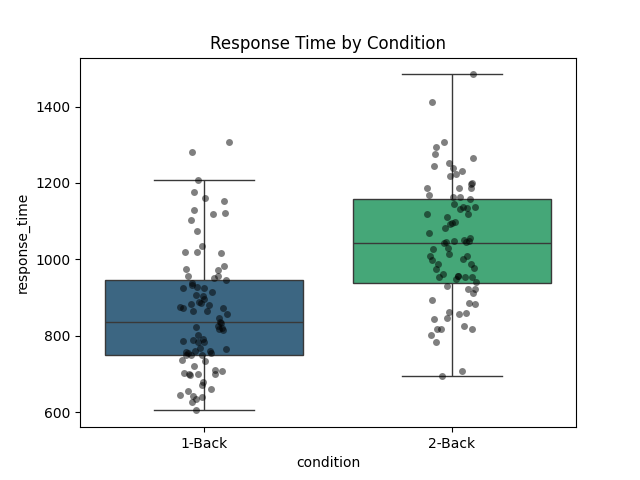 Response Time by Condition
response_time
1400
1200
1000
800
600
1-Back
2-Back
condition